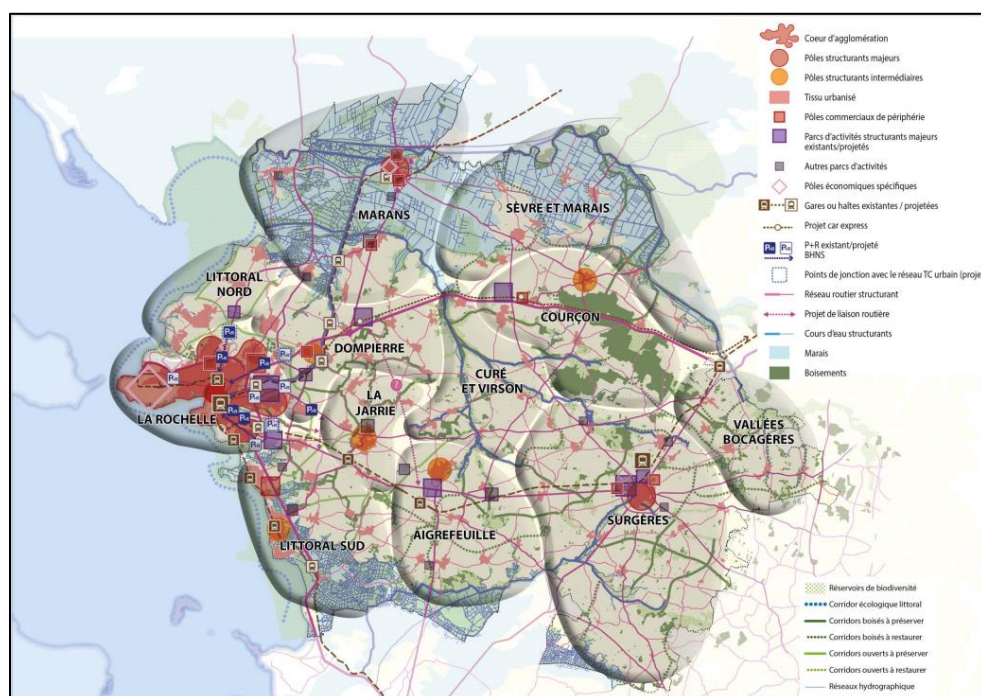 Coeur d'agglomération
Pôles structurants majeurs
Pôles structurants intermédiaires
Tissu urbanisé
Pôles commerciales de périphérie
Parcs d'activités structurants majeurs
existants/projetés
Autres parcs d'activités
Pôles économiques spécifiques
Gares ou haltes existantes / projetées
Projet car express
P+R existant/projeté
BHNS
Points de jonction avec le réseau TC urbain (proje
Réseau routier structurant
Projet de liaison routière
Cours d'eau structurants
Marais
Boisements
MARANS
SÈVRE ET MARAIS
LITTORAL
NORD
COURÇON
DOMPIERRE
CURÉ
ET VIRSON
LA
JARRIE
LA ROCHELLE
VALLÉES
BOCAGÈRES
SURGÈRES
AIGREFEUILLE
LITTORAL SUD
Réservoirs de biodiversité
Corridor écologique littoral
Corridors boisés à préserver
Corridors boisés à restaurer
Corridors ouverts à préserver
Corridors ouverts à restaurer
Réseaux hydrographique